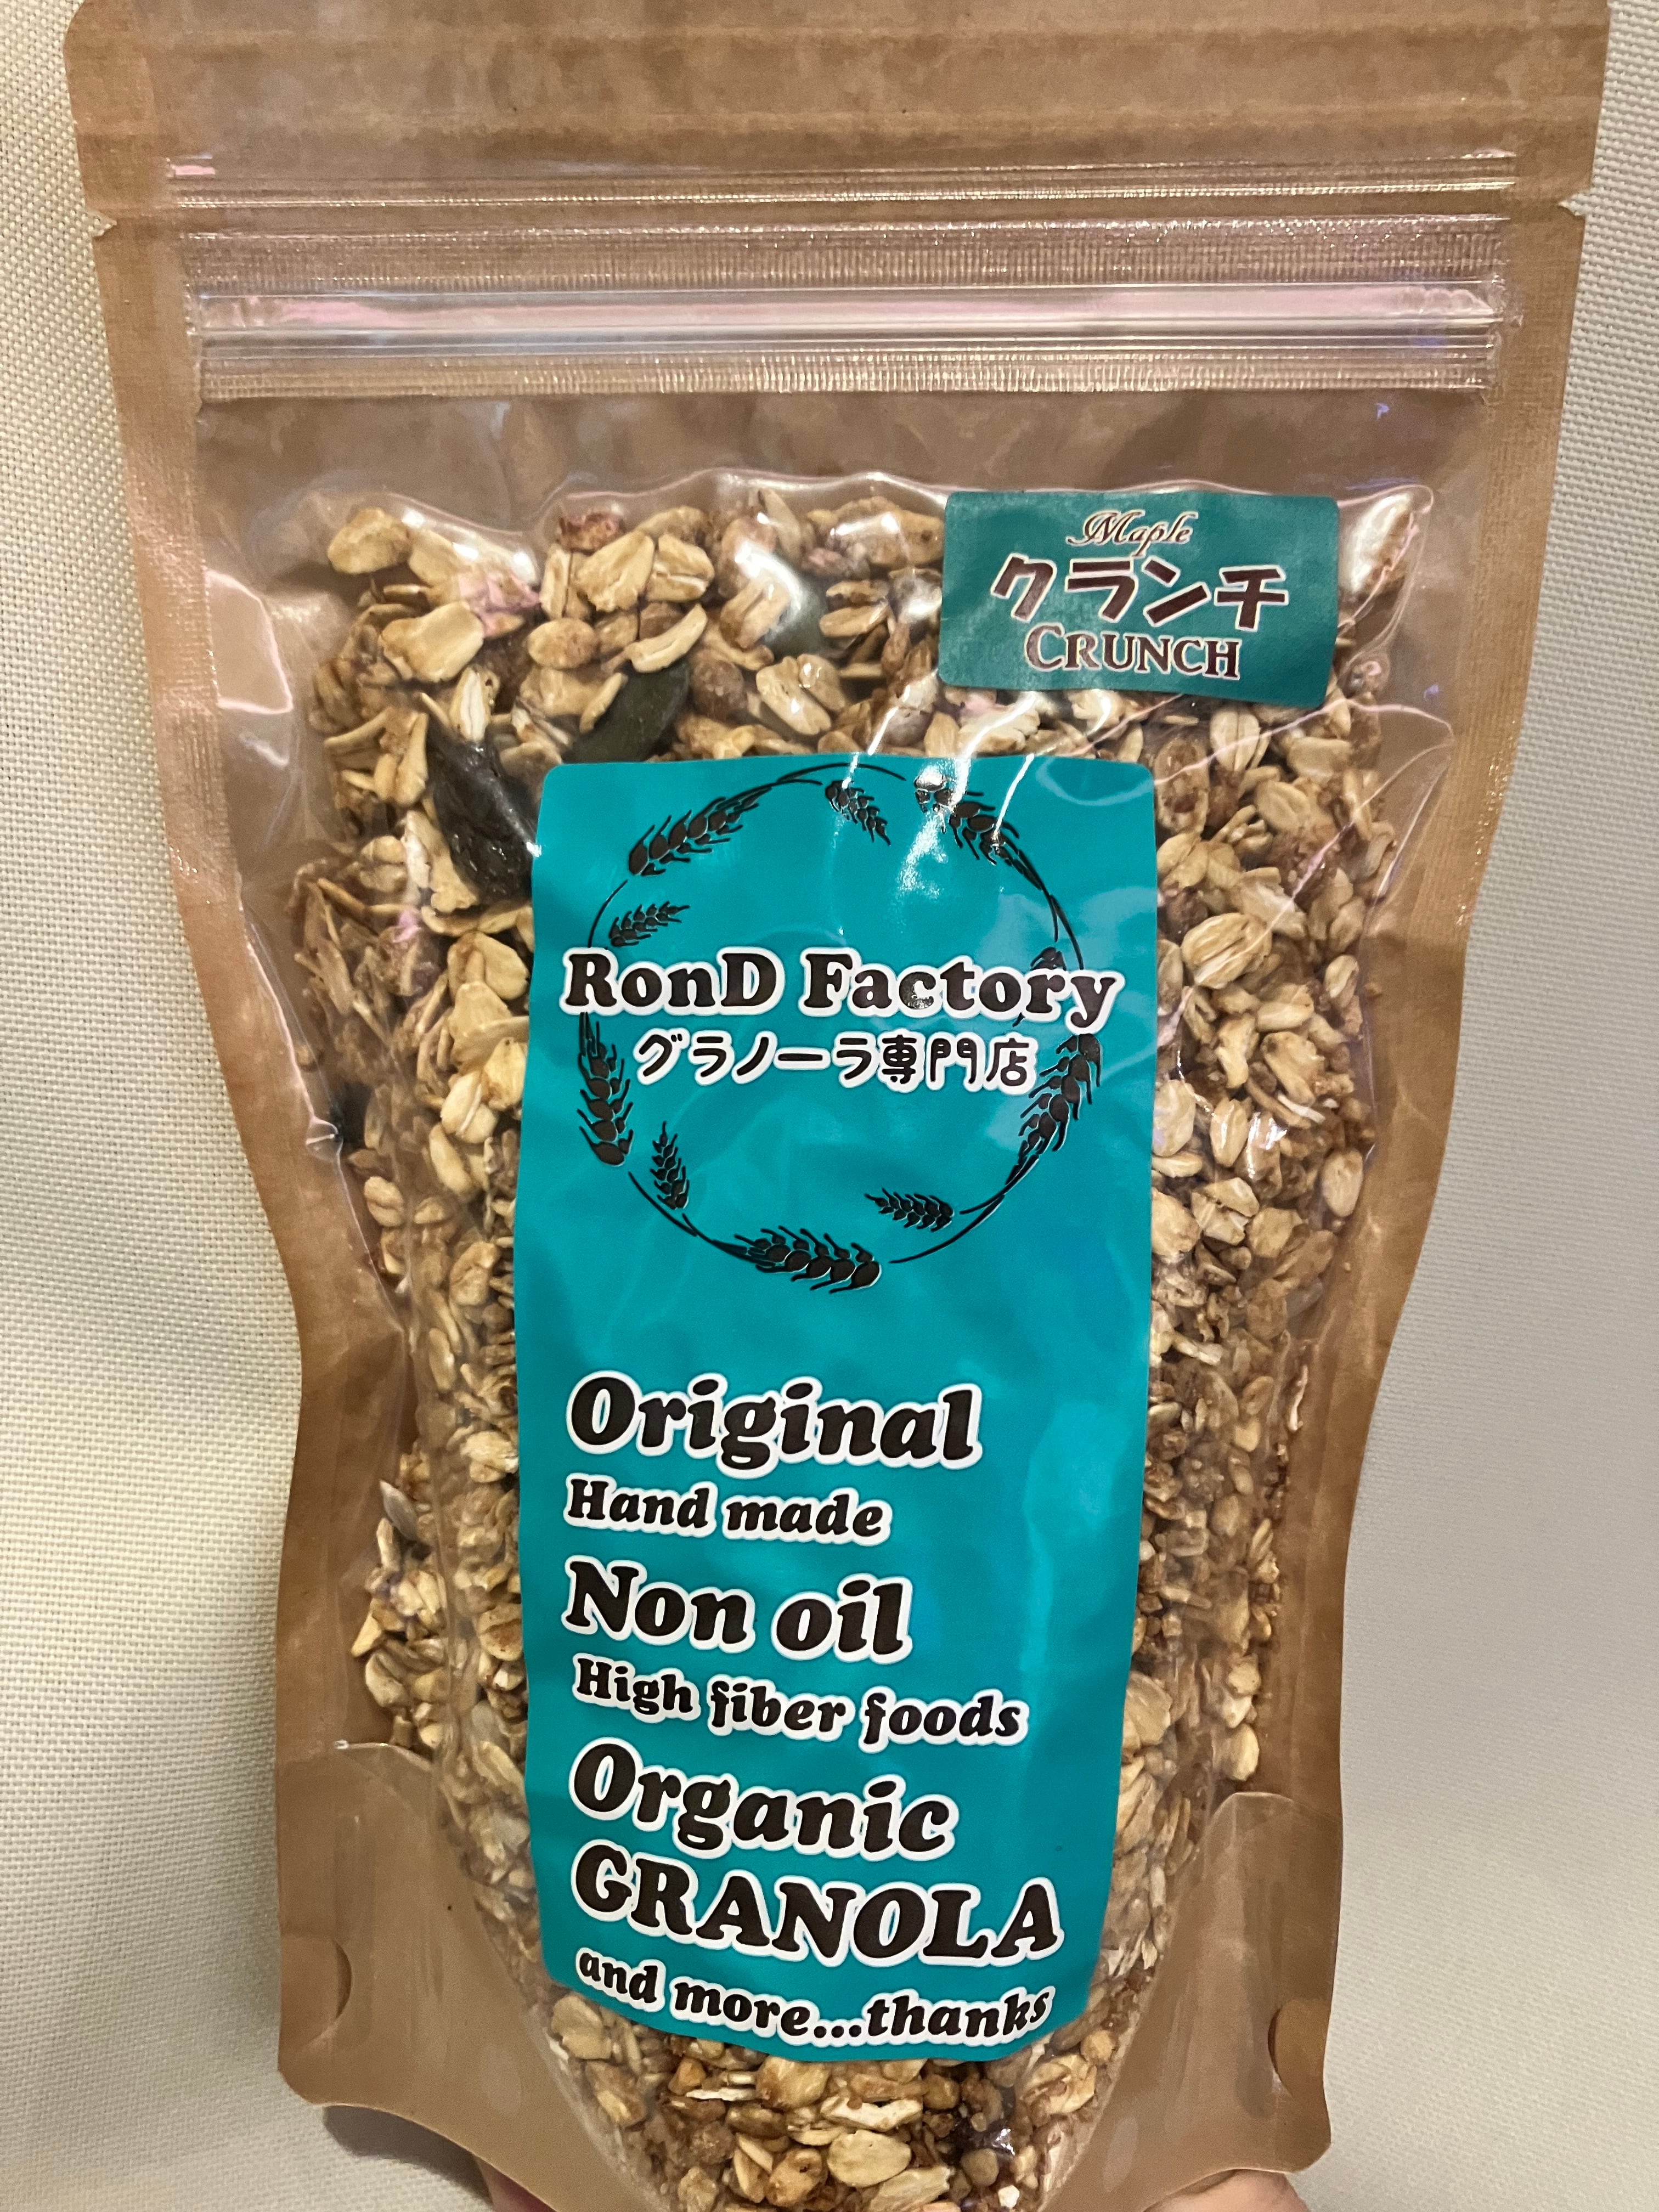 Maple
クランチ
CRUNCH
RonD Factory
グラノーラ専門店
Original
Hand made
Non oil
High fiber foods
Organic
GRANOLA
and more...thanks